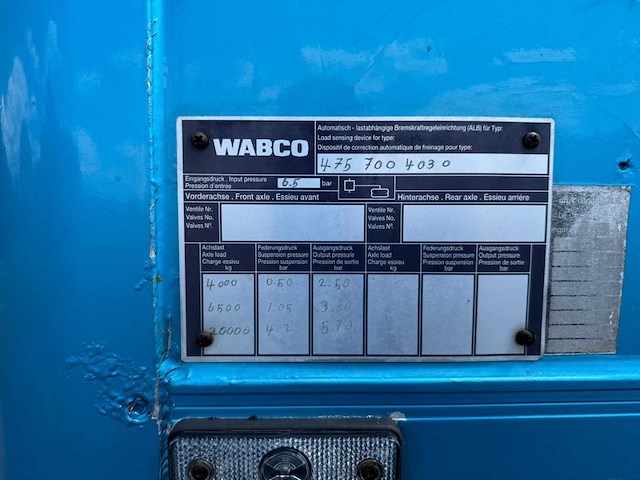 WABCO
Automatisch - lastabhängige Bremskraftregeleinrichtung (ALB) für Typ:
Load sensing device for type:
Dispositif de correction automatique de freinage pour type:
475 700 403 0
Eingangsdruck . Input pressure
Pression d'entrée
6.5 bar
Vorderachse . Front axle . Essieu avant
Hinterachse . Rear axle . Essieu arrière
Ventile Nr.
Valves No.
Valves Nº.
Ventile Nr.
Valves No.
Valves Nº.
Achslast
Axle load
Charge essieu
kg
Federungsdruck
Suspension pressure
Pression suspension
bar
Ausgangsdruck
Output pressure
Pression de sortie
bar
Achslast
Axle load
Charge essieu
kg
Federungsdruck
Suspension pressure
Pression suspension
bar
Ausgangsdruck
Output pressure
Pression de sortie
bar
4000 0.50 2.50
6500 1.05 3.80
20000 4.2 5.70